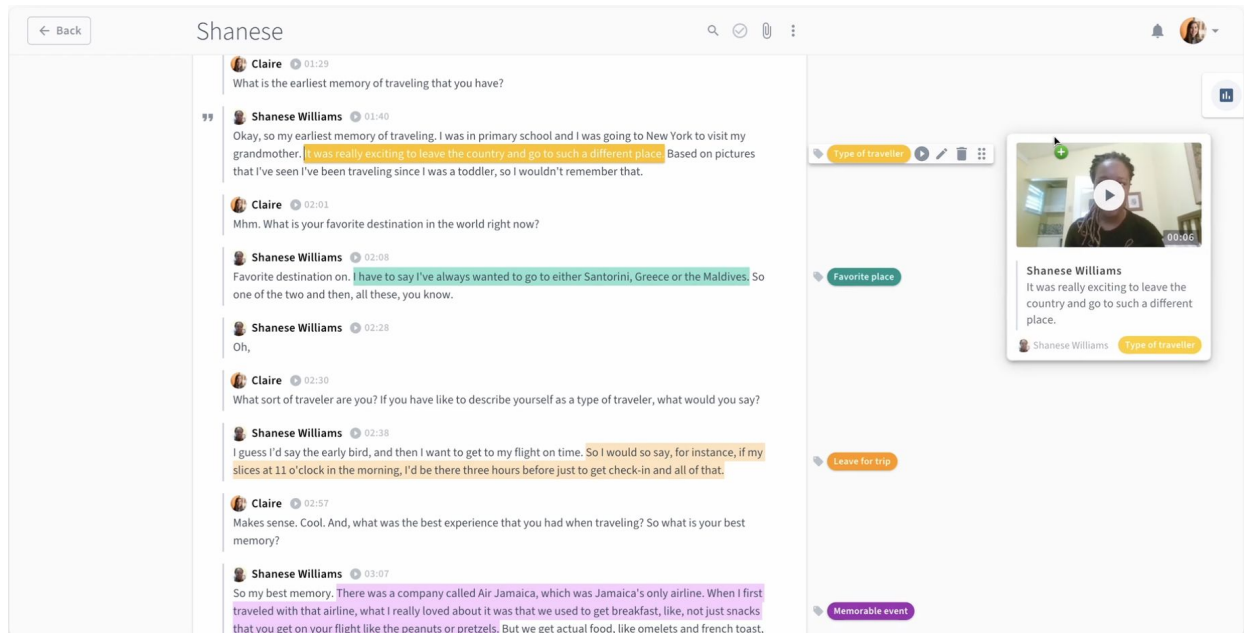 Back
Shanese
Claire 01:29
What is the earliest memory of traveling that you have?
Shanese Williams 01:40
Okay, so my earliest memory of traveling. I was in primary school and I was going to New York to visit my
grandmother. It was really exciting to leave the country and go to such a different place. Based on pictures
that I've seen I've been traveling since I was a toddler, so I wouldn't remember that.
Type of traveller
Claire 02:01
Mhm. What is your favorite destination in the world right now?
Shanese Williams 02:08
Favorite destination on. I have to say I've always wanted to go to either Santorini, Greece or the Maldives. So
one of the two and then, all these, you know.
Favorite place
Shanese Williams 02:28
Oh,
Claire 02:30
What sort of traveler are you? If you have like to describe yourself as a type of traveler, what would you say?
Shanese Williams 02:38
I guess I'd say the early bird, and then I want to get to my flight on time. So I would so say, for instance, if my
slices at 11 o'clock in the morning, I'd be there three hours before just to get check-in and all of that.
Leave for trip
Claire 02:57
Makes sense. Cool. And, what was the best experience that you had when traveling? So what is your best
memory?
Shanese Williams 03:07
So my best memory. There was a company called Air Jamaica, which was Jamaica's only airline. When I first
traveled with that airline, what I really loved about it was that we used to get breakfast, like, not just snacks
that you get on your flight like the peanuts or pretzels. But we get actual food, like omelets and french toast,
Memorable event
00:06
Shanese Williams
It was really exciting to leave the
country and go to such a different
place.
Shanese Williams Type of traveller